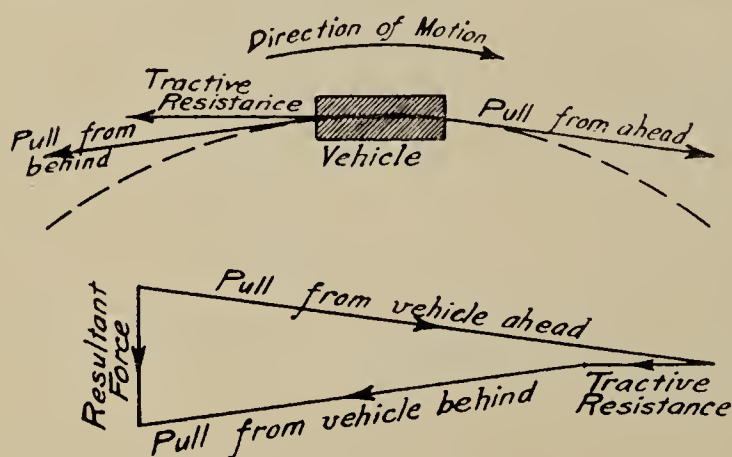 Direction of Motion
Tractive
Resistance
Pull from
behind
Pull from ahead
Vehicle
Pull from vehicle ahead
Resultant
Force
Tractive
Resistance
Pull from vehicle behind